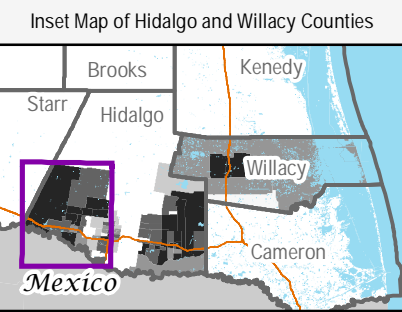 Inset Map of Hidalgo and Willacy Counties
Brooks
Kenedy
Starr
Hidalgo
Willacy
Cameron
Mexico